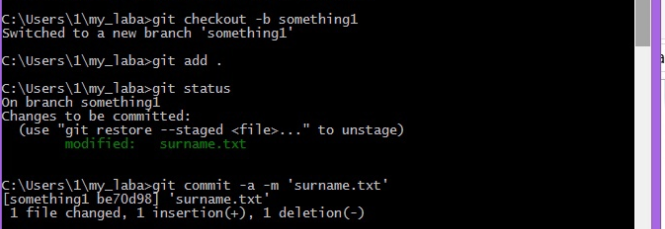 C:\Users\1\my_laba>git checkout -b something1
Switched to a new branch 'something1'
C:\Users\1\my_laba>git add .
C:\Users\1\my_laba>git status
On branch something1
Changes to be committed:
(use "git restore --staged <file>..." to unstage)
modified: surname.txt
C:\Users\1\my_laba>git commit -a -m 'surname.txt'
[something1 be70d98] 'surname.txt'
1 file changed, 1 insertion(+), 1 deletion(-)